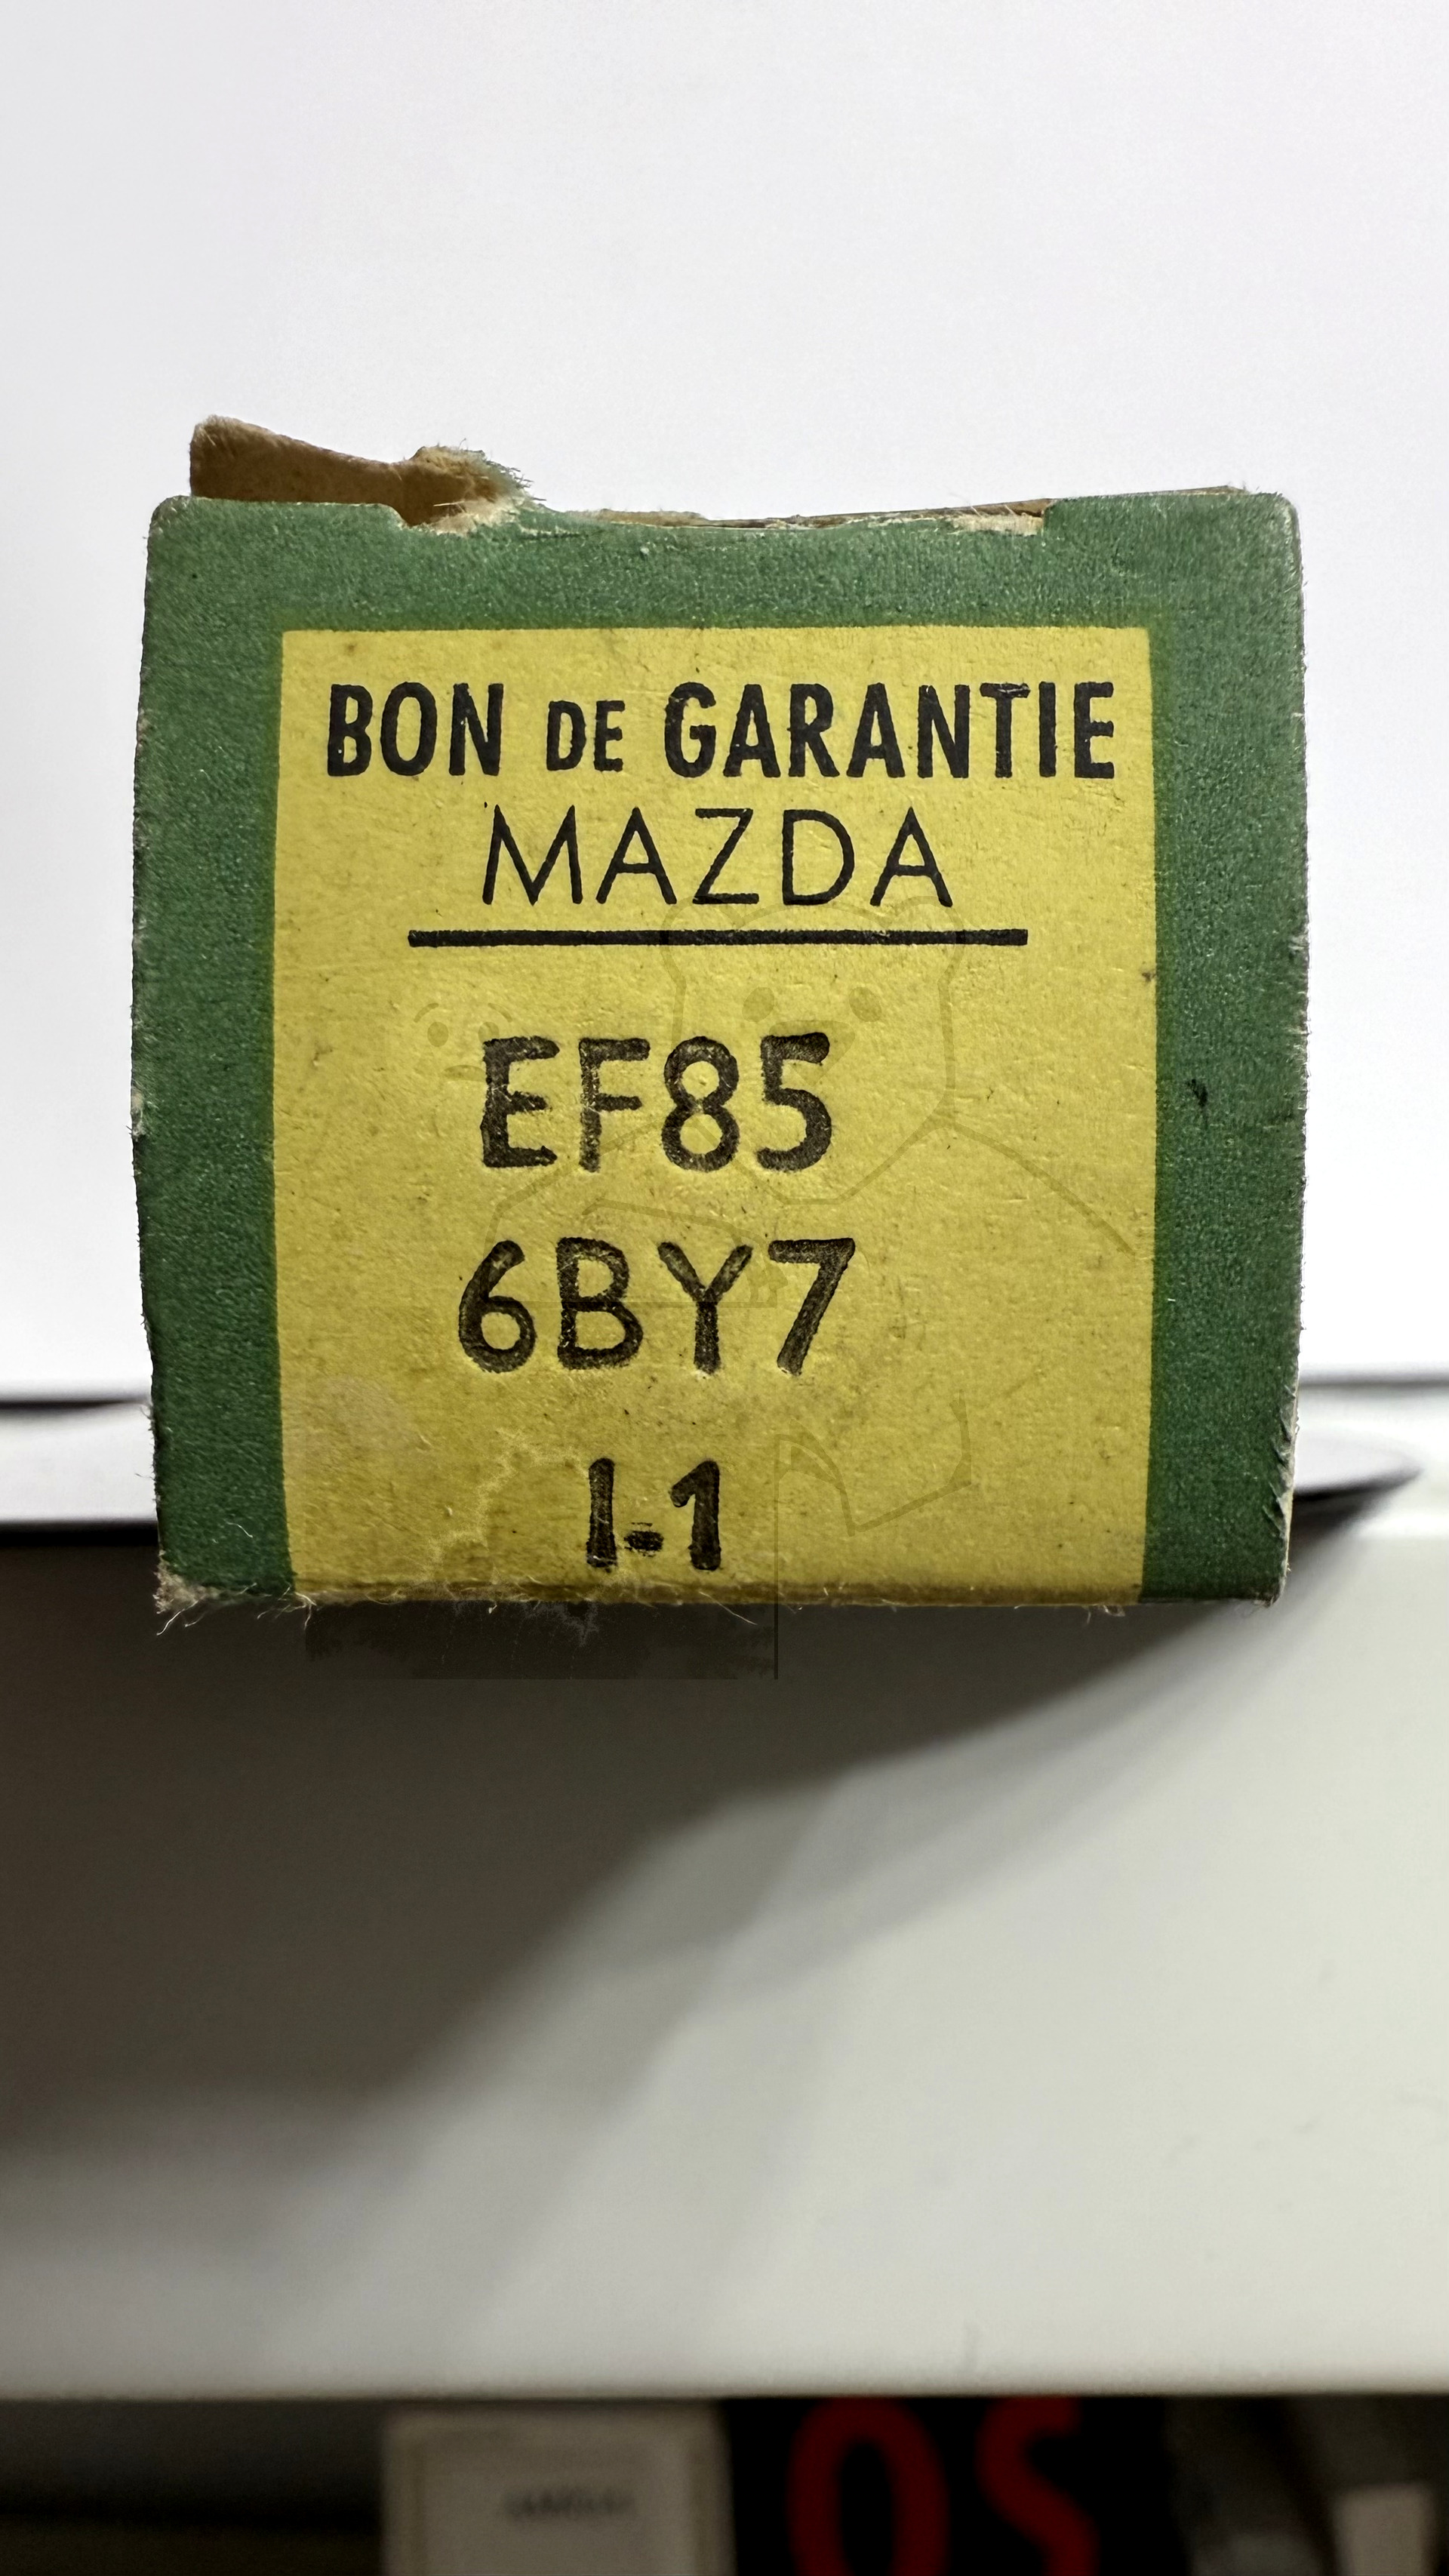 BON DE GARANTIE
MAZDA
EF85
6BY7
I-1